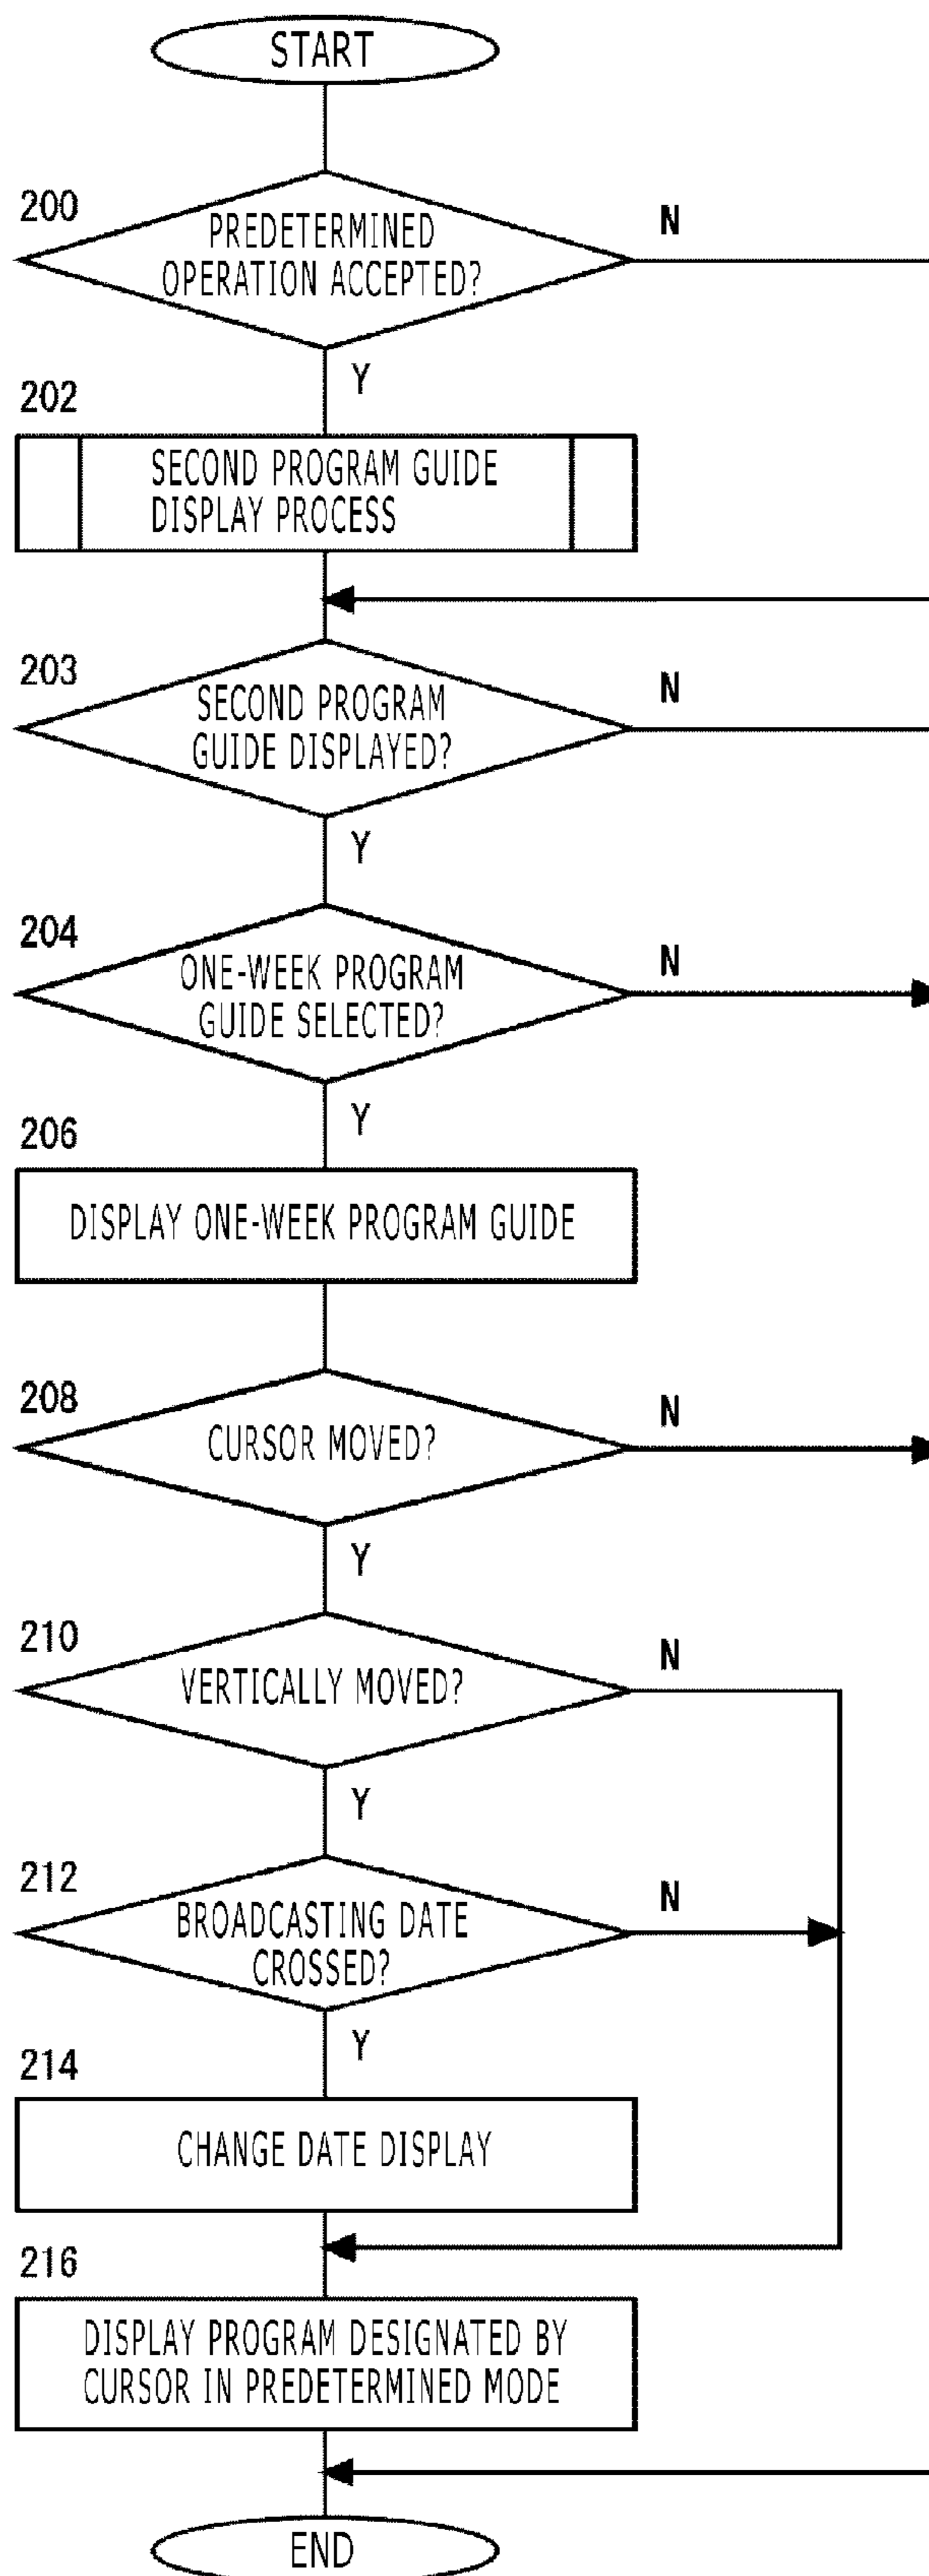 START
200
PREDETERMINED
OPERATION ACCEPTED?
N
Y
202
SECOND PROGRAM GUIDE
DISPLAY PROCESS
203
SECOND PROGRAM
GUIDE DISPLAYED?
N
Y
204
ONE-WEEK PROGRAM
GUIDE SELECTED?
N
Y
206
DISPLAY ONE-WEEK PROGRAM GUIDE
208
CURSOR MOVED?
N
Y
210
VERTICALLY MOVED?
N
Y
212
BROADCASTING DATE
CROSSED?
N
Y
214
CHANGE DATE DISPLAY
216
DISPLAY PROGRAM DESIGNATED BY
CURSOR IN PREDETERMINED MODE
END